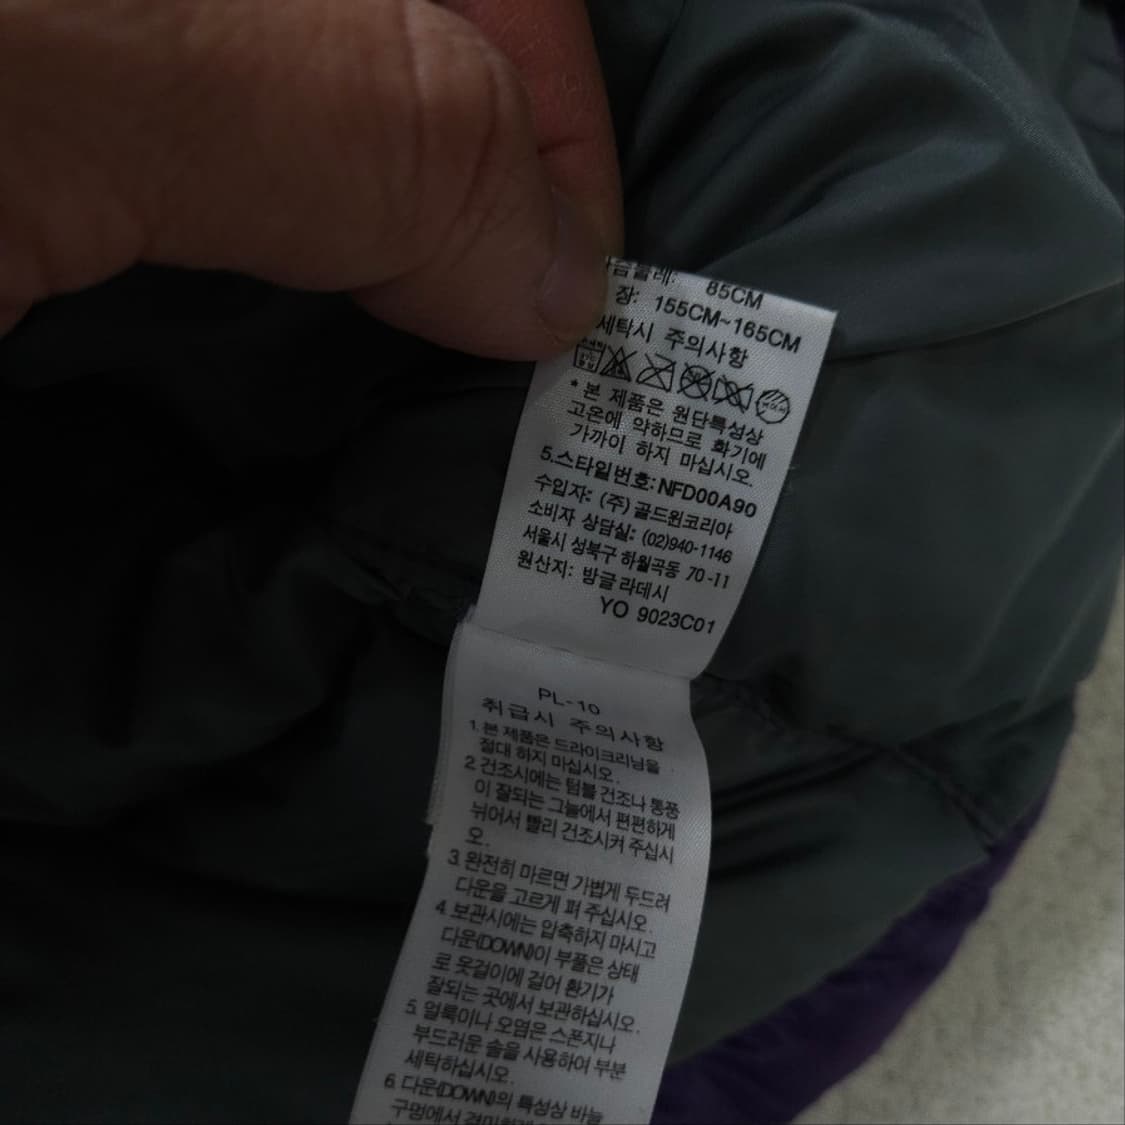 가슴둘레: 85CM
장: 155CM~165CM
세탁시 주의사항
* 본 제품은 원단특성상
고온에 약하므로 화기에
가까이 하지 마십시오.
5.스타일번호: NFD00A90
수입자: (주) 골드윈코리아
소비자 상담실: (02)940-1146
서울시 성북구 하월곡동 70-11
원산지: 방글라데시
YO 9023C01
PL-10
취급시 주의사항
1. 본 제품은 드라이크리닝을
절대 하지 마십시오.
2 건조시에는 텀블 건조나 통풍
이 잘되는 그늘에서 편편하게
뉘어서 빨리 건조시켜 주십시
오.
3. 완전히 마르면 가볍게 두드려
다운을 고르게 펴 주십시오.
4. 보관시에는 압축하지 마시고
다운(DOWN)이 부풀은 상태
로 옷걸이에 걸어 환기가
잘되는 곳에서 보관하십시오.
5. 얼룩이나 오염은 스폰지나
부드러운 솔을 사용하여 부분
세탁하십시오.
6. 다운(DOWN)의 특성상 바늘
구멍에서